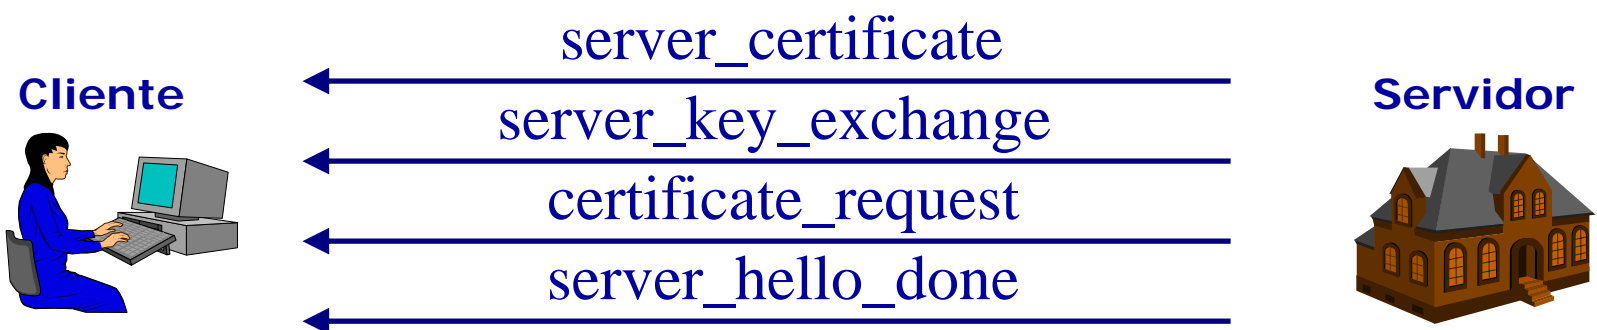 server_certificate
Cliente
Servidor
server_key_exchange
certificate_request
server_hello_done